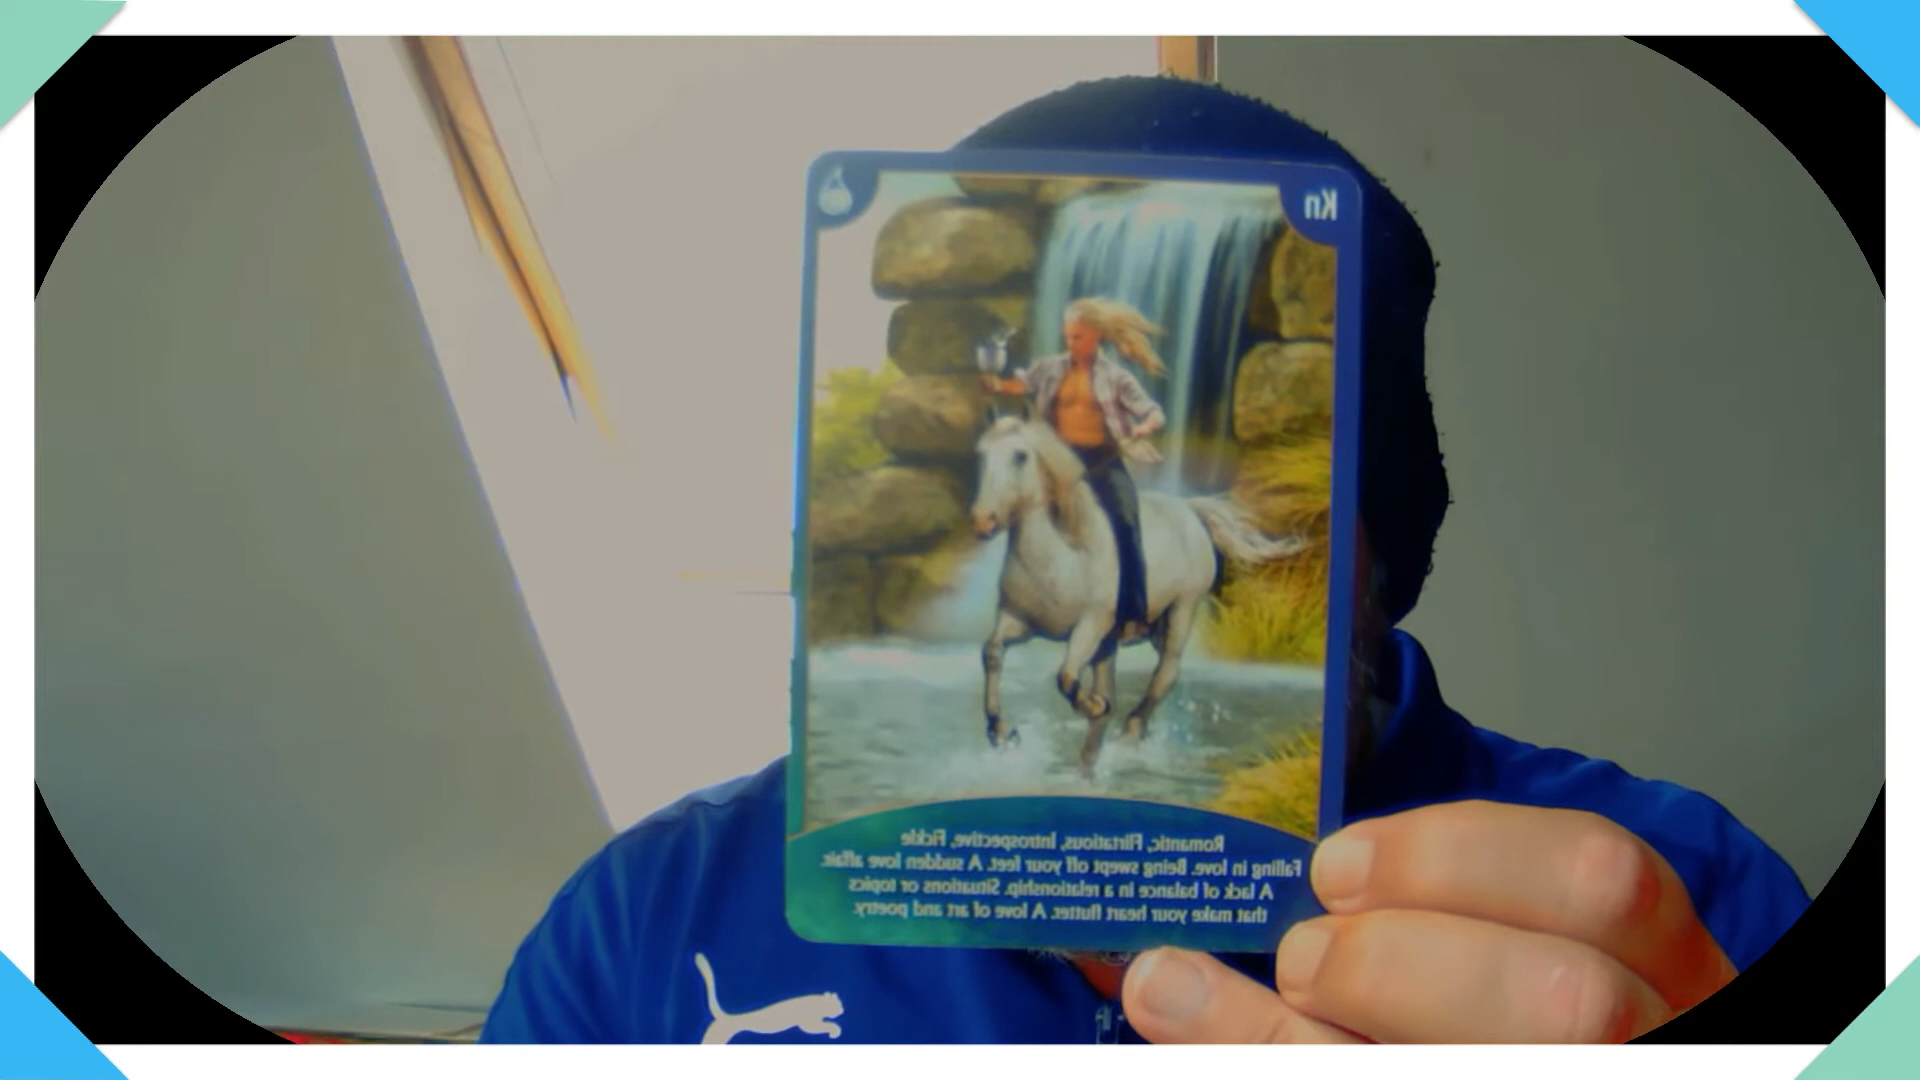 Kn
Romantic, Flirtatious, Introspective, Fickle
Falling in love. Being swept off your feet. A sudden love affair.
A lack of balance in a relationship. Situations or topics
that make your heart flutter. A love of art and poetry.